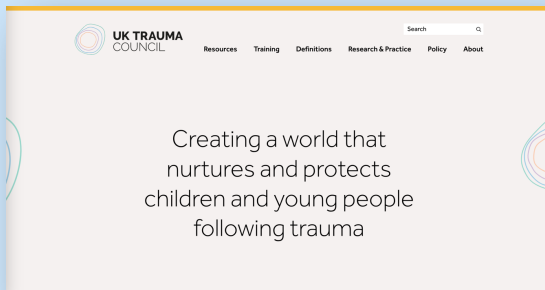 UK TRAUMA
COUNCIL
Search
Resources Training Definitions Research & Practice Policy About
Creating a world that
nurtures and protects
children and young people
following trauma